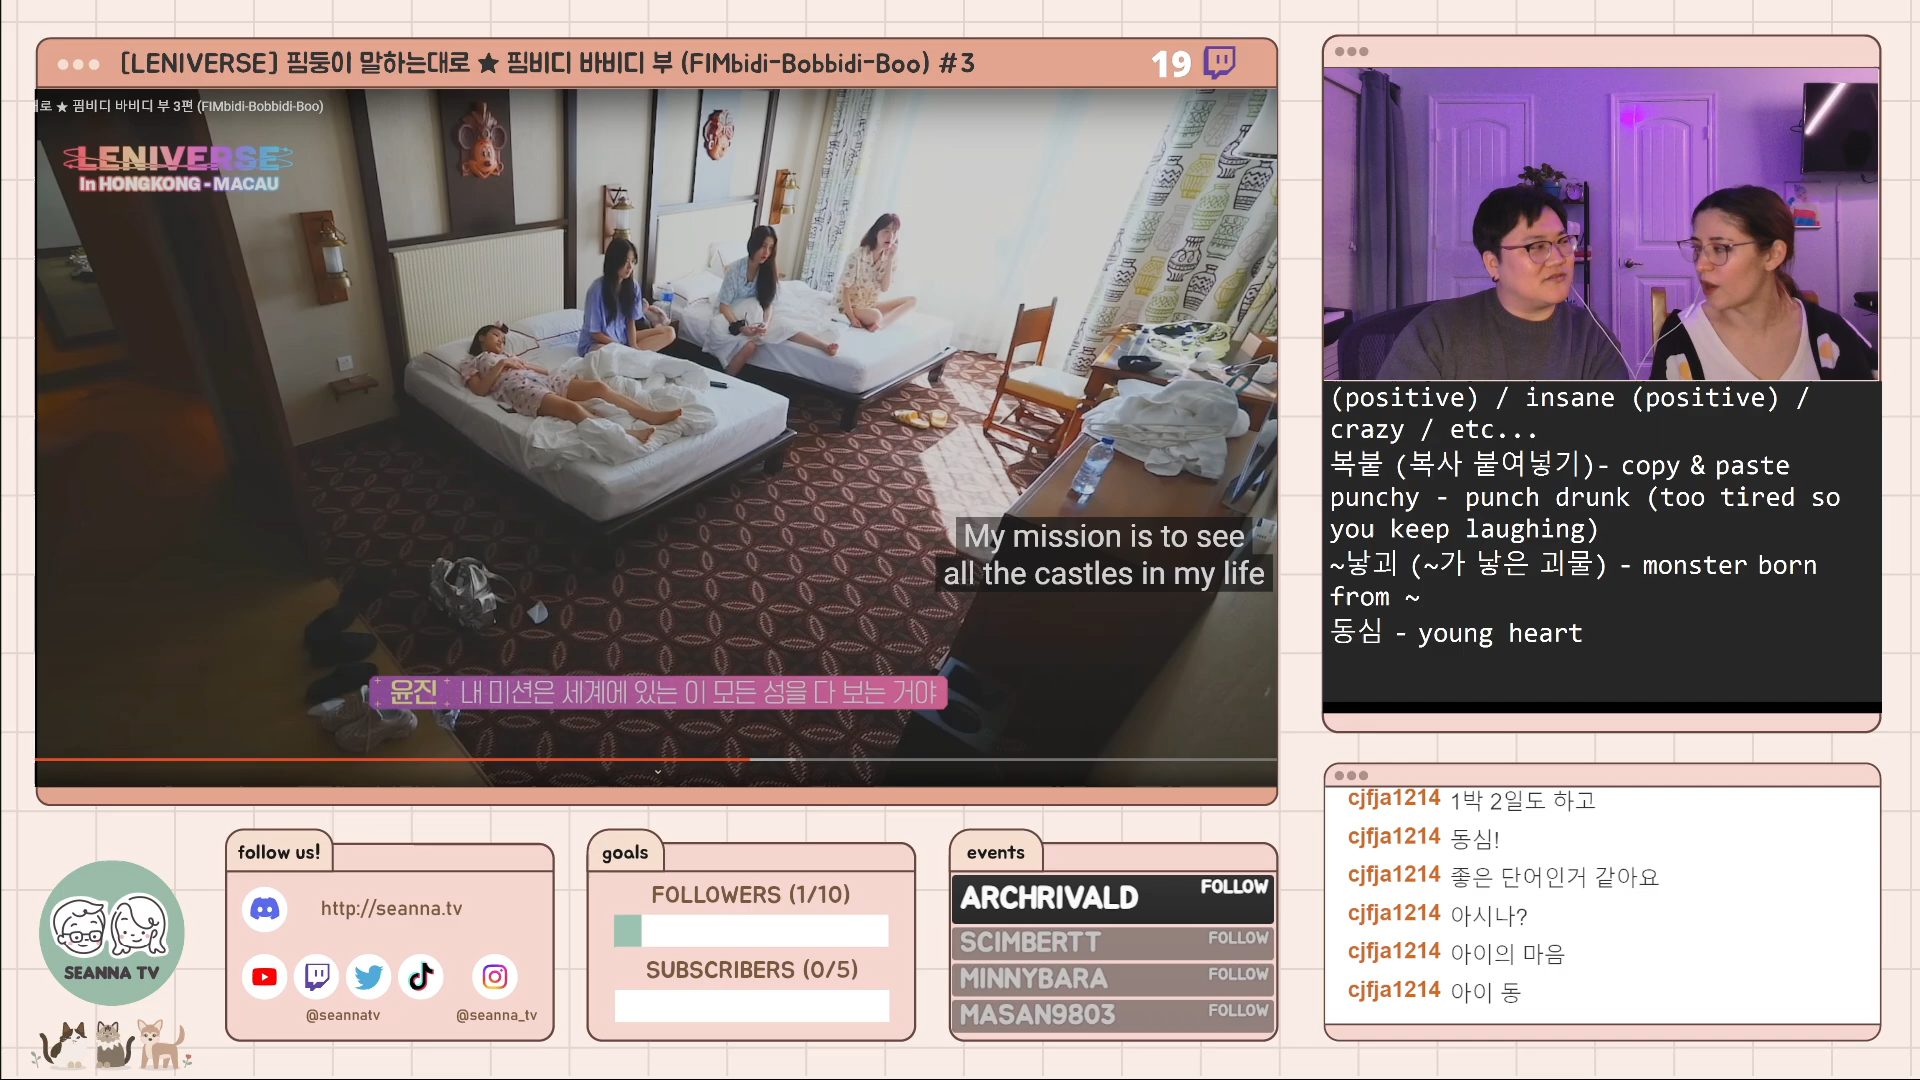 [LENIVERSE] 핌둥이 말하는대로 ★ 핌비디 바비디 부 (FIMbidi-Bobbidi-Boo) #3
19
로 ★ 핌비디 바비디 부 3편 (FIMbidi-Bobbidi-Boo)
LENIVERSE
In HONGKONG - MACAU
My mission is to see
all the castles in my life
윤진 내 미션은 세계에 있는 이 모든 성을 다 보는 거야
(positive) / insane (positive) /
crazy / etc...
복붙 (복사 붙여넣기)- copy & paste
punchy - punch drunk (too tired so
you keep laughing)
~낳괴 (~가 낳은 괴물) - monster born
from ~
동심 - young heart
cjfja1214 1박 2일도 하고
cjfja1214 동심!
cjfja1214 좋은 단어인거 같아요
cjfja1214 아시나?
cjfja1214 아이의 마음
cjfja1214 아이 동
SEANNA TV
follow us!
http://seanna.tv
@seannatv
@seanna_tv
goals
FOLLOWERS (1/10)
SUBSCRIBERS (0/5)
events
ARCHRIVALD FOLLOW
SCIMBERTT FOLLOW
MINNYBARA FOLLOW
MASAN9803 FOLLOW